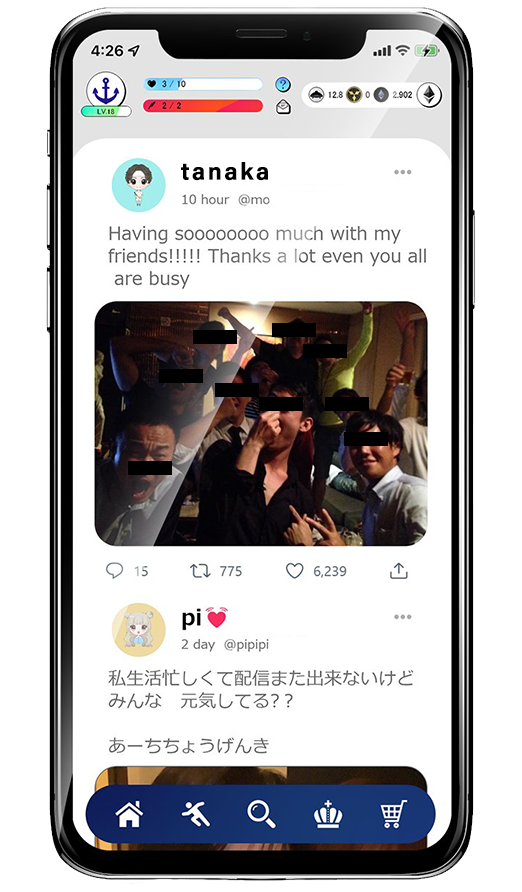 4:26
LV.18
3 / 10
2 / 2
?
12.8
0
2.902
tanaka
10 hour @mo
Having soooooooo much with my
friends!!!!! Thanks a lot even you all
are busy
15
775
6,239
pi
2 day @pipipi
私生活忙しくて配信また出来ないけど
みんな 元気してる??
あーちちょうげんき